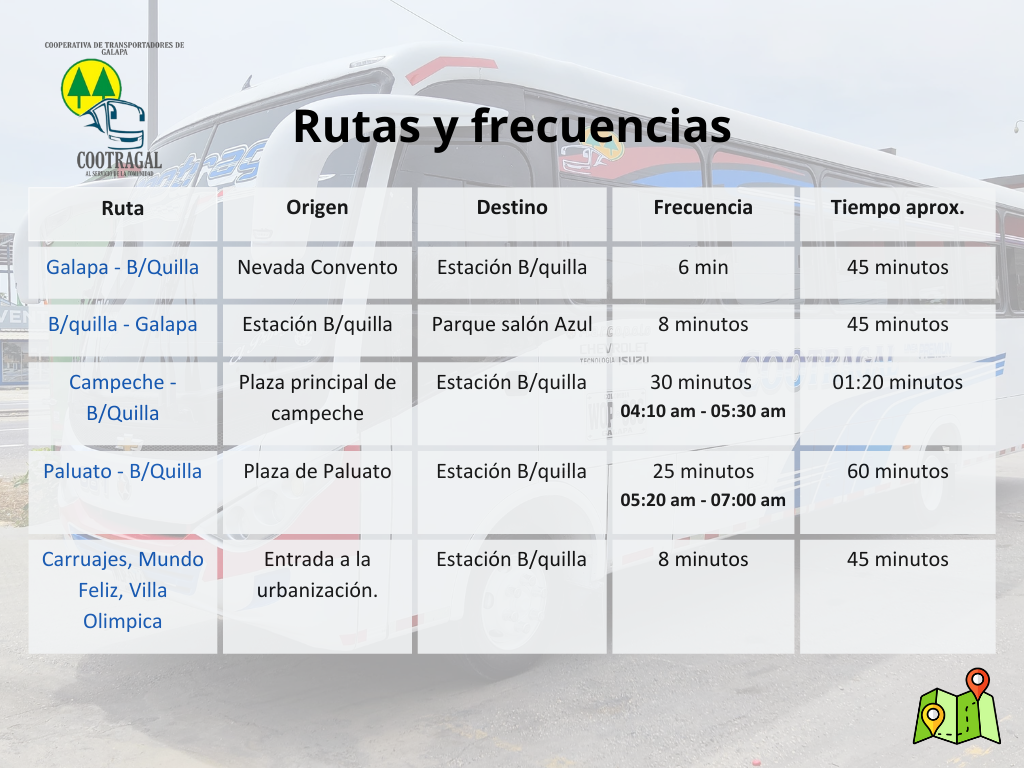 COOPERATIVA DE TRANSPORTADORES DE
GALAPA
COOTRAGAL
AL SERVICIO DE LA COMUNIDAD
Rutas y frecuencias
Ruta Origen Destino Frecuencia Tiempo aprox.
Galapa - B/Quilla Nevada Convento Estación B/quilla 6 min 45 minutos
B/quilla - Galapa Estación B/quilla Parque salón Azul 8 minutos 45 minutos
Campeche - Plaza principal de Estación B/quilla 30 minutos 01:20 minutos
B/Quilla campeche 04:10 am - 05:30 am
Paluato - B/Quilla Plaza de Paluato Estación B/quilla 25 minutos 60 minutos
05:20 am - 07:00 am
Carruajes, Mundo Entrada a la Estación B/quilla 8 minutos 45 minutos
Feliz, Villa urbanización.
Olimpica
CHEVROLET
TECNOLOGIA ISUZU
COOTRAGAL